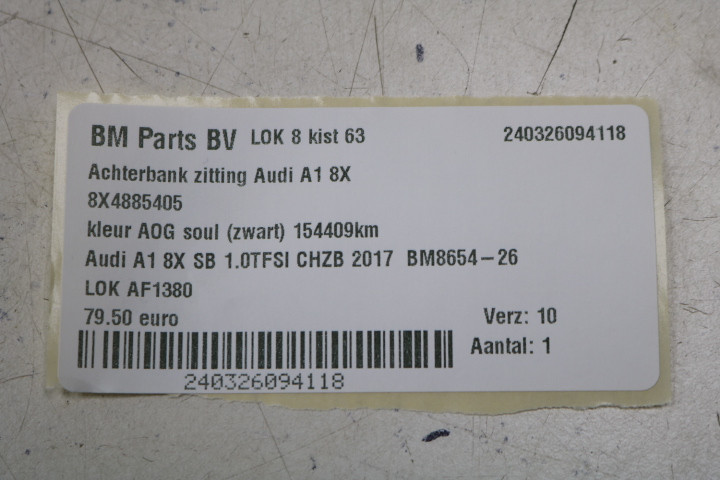 BM Parts BV LOK 8 kist 63 240326094118
Achterbank zitting Audi A1 8X
8X4885405
kleur AOG soul (zwart) 154409km
Audi A1 8X SB 1.0TFSI CHZB 2017 BM8654-26
LOK AF1380
79.50 euro Verz: 10
Aantal: 1
240326094118